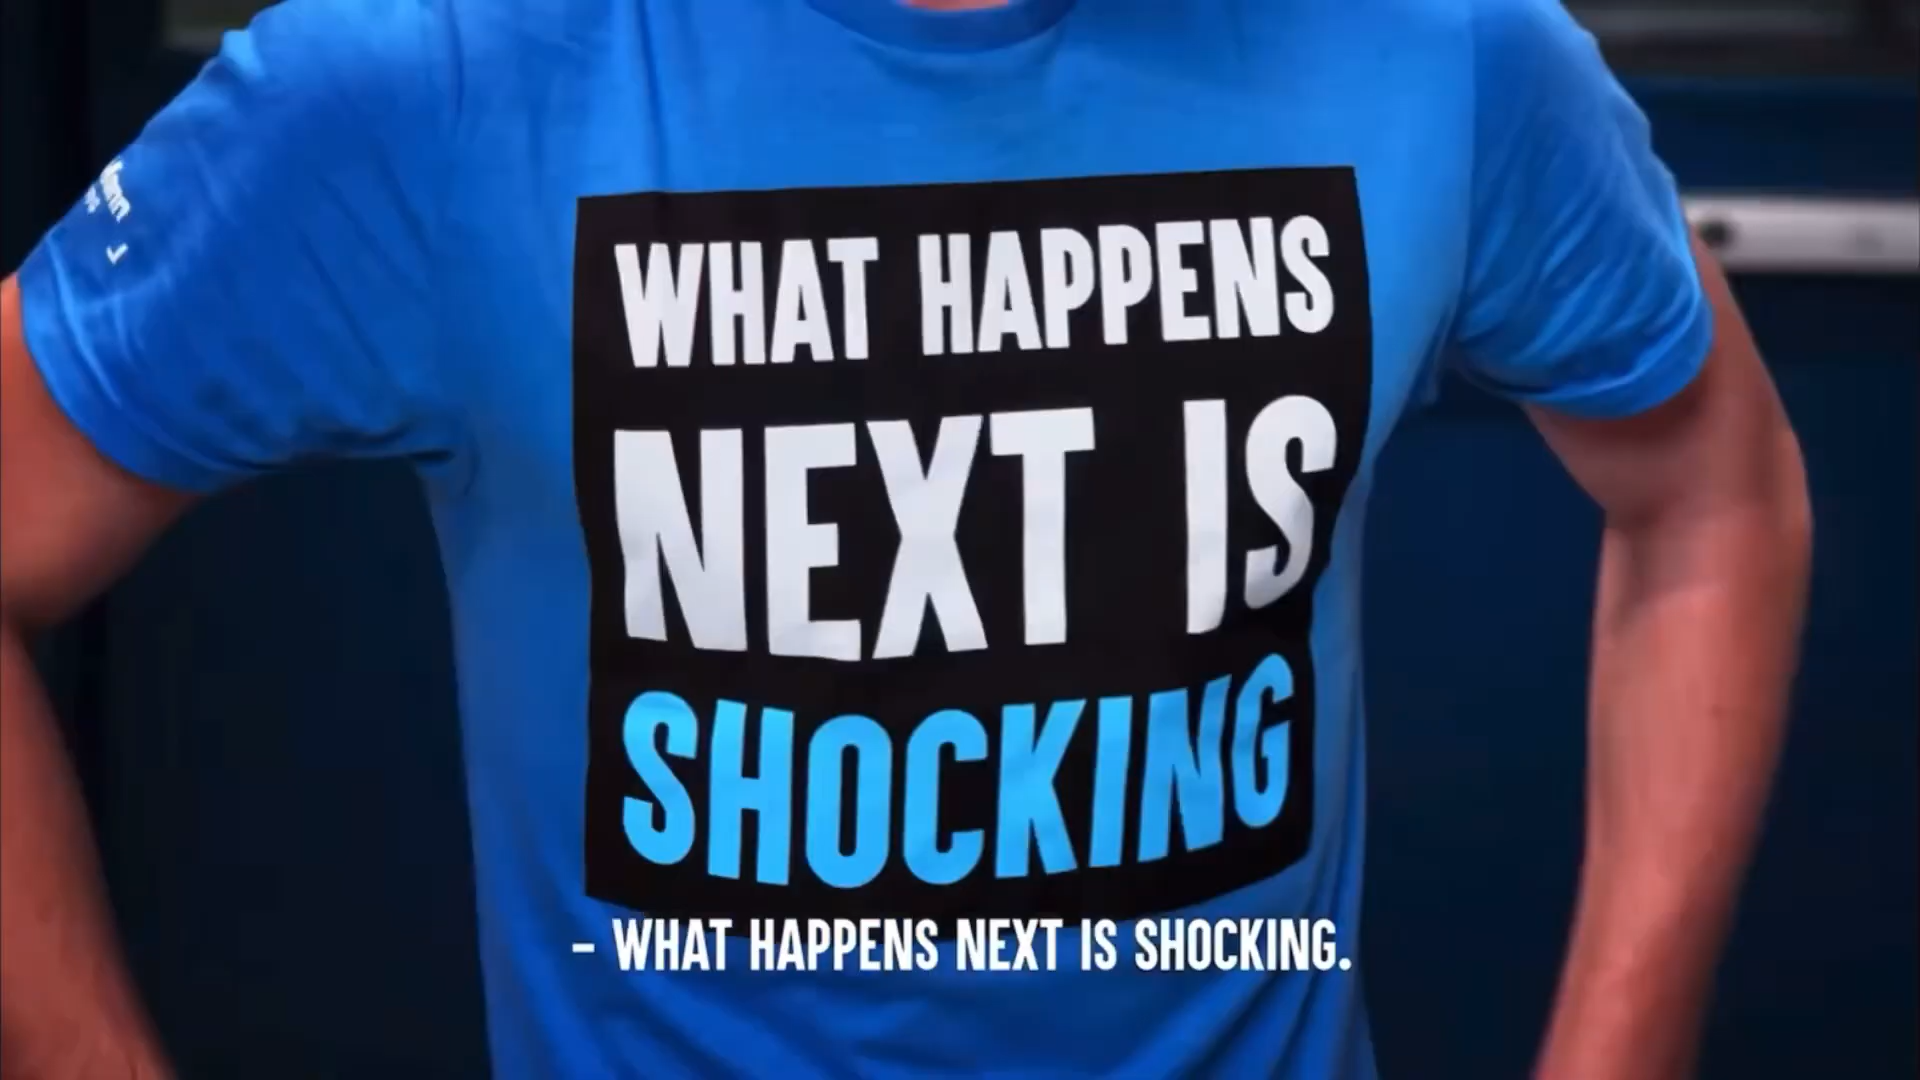 WHAT HAPPENS
NEXT IS
SHOCKING
- WHAT HAPPENS NEXT IS SHOCKING.